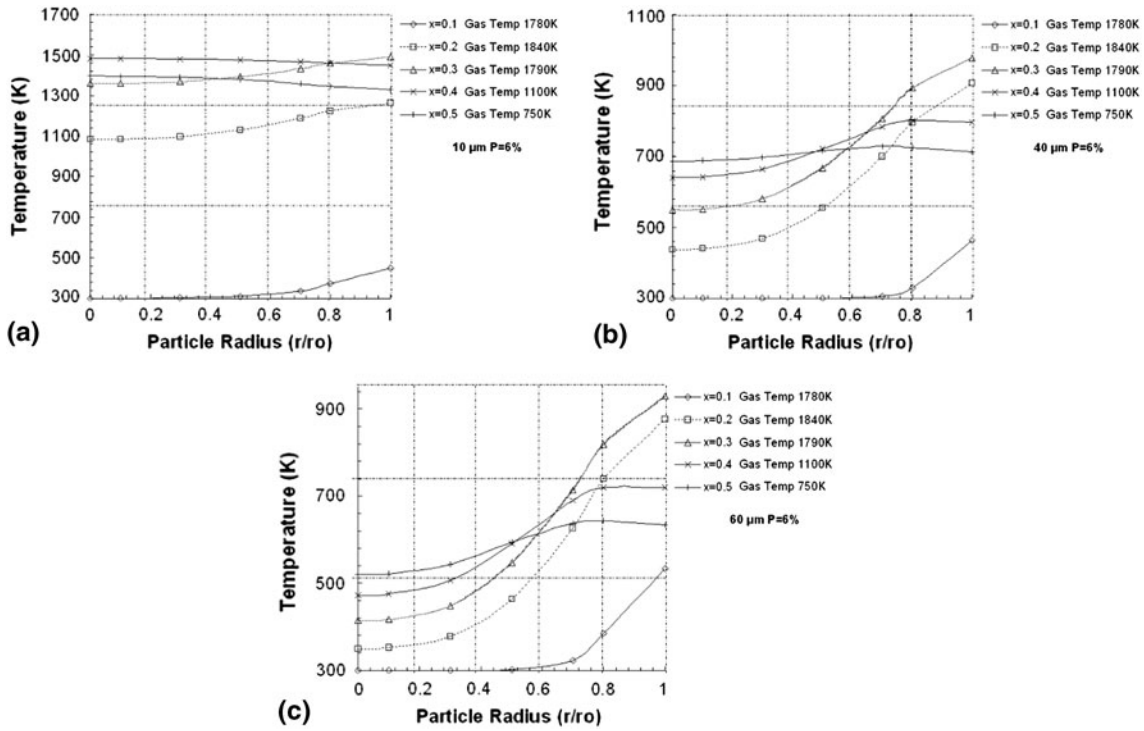 1700
1500
1300
1100
900
700
500
300
0 0.2 0.4 0.6 0.8 1
Temperature (K)
Particle Radius (r/ro)
x=0.1 Gas Temp 1780K
x=0.2 Gas Temp 1840K
x=0.3 Gas Temp 1790K
x=0.4 Gas Temp 1100K
x=0.5 Gas Temp 750K
10 µm P=6%
(a)
1100
900
700
500
300
0 0.2 0.4 0.6 0.8 1
Temperature (K)
Particle Radius (r/ro)
x=0.1 Gas Temp 1780K
x=0.2 Gas Temp 1840K
x=0.3 Gas Temp 1790K
x=0.4 Gas Temp 1100K
x=0.5 Gas Temp 750K
40 µm P=6%
(b)
900
700
500
300
0 0.2 0.4 0.6 0.8 1
Temperature (K)
Particle Radius (r/ro)
x=0.1 Gas Temp 1780K
x=0.2 Gas Temp 1840K
x=0.3 Gas Temp 1790K
x=0.4 Gas Temp 1100K
x=0.5 Gas Temp 750K
60 µm P=6%
(c)